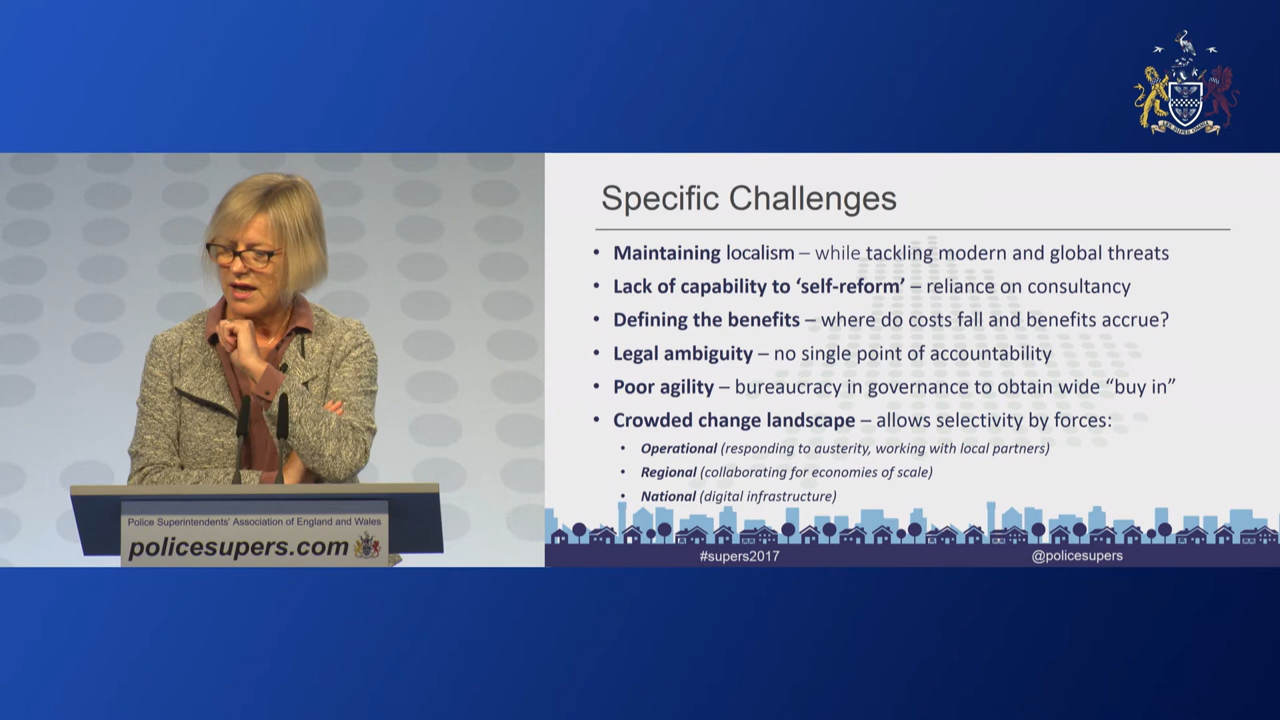 Specific Challenges
• Maintaining localism – while tackling modern and global threats
• Lack of capability to ‘self-reform’ – reliance on consultancy
• Defining the benefits – where do costs fall and benefits accrue?
• Legal ambiguity – no single point of accountability
• Poor agility – bureaucracy in governance to obtain wide “buy in”
• Crowded change landscape – allows selectivity by forces:
• Operational (responding to austerity, working with local partners)
• Regional (collaborating for economies of scale)
• National (digital infrastructure)
#supers2017
@policesupers
Police Superintendents' Association of England and Wales
policesupers.com